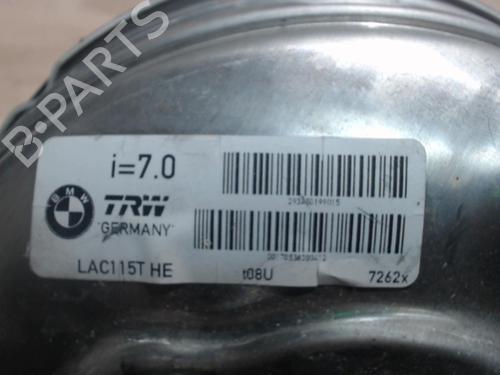 B-PARTS
i=7.0
BMW
TRW
GERMANY
LAC115T HE
t08U
7262x